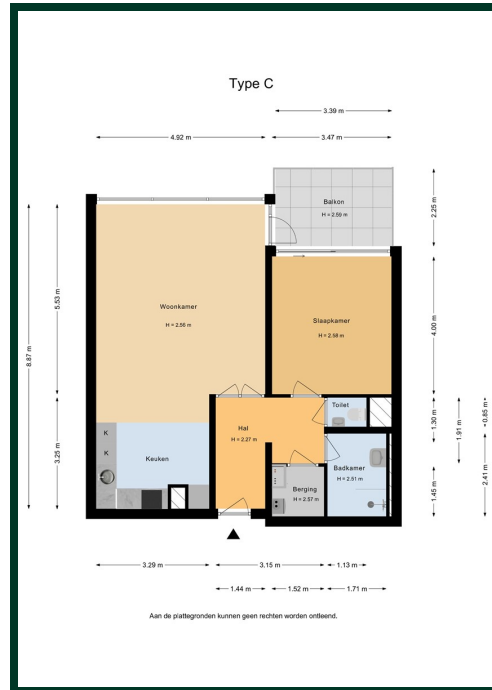 Type C
3.39 m
4.92 m
3.47 m
Balkon
H = 2.59 m
2.25 m
8.87 m
5.53 m
Woonkamer
H = 2.56 m
Slaapkamer
H = 2.58 m
4.00 m
Toilet
Hal
H = 2.27 m
K
K
Keuken
3.25 m
1.30 m
1.91 m
0.85 m
2.41 m
Badkamer
H = 2.51 m
Berging
H = 2.57 m
1.45 m
3.29 m
3.15 m
1.13 m
1.44 m
1.52 m
1.71 m
Aan de plattegronden kunnen geen rechten worden ontleend.